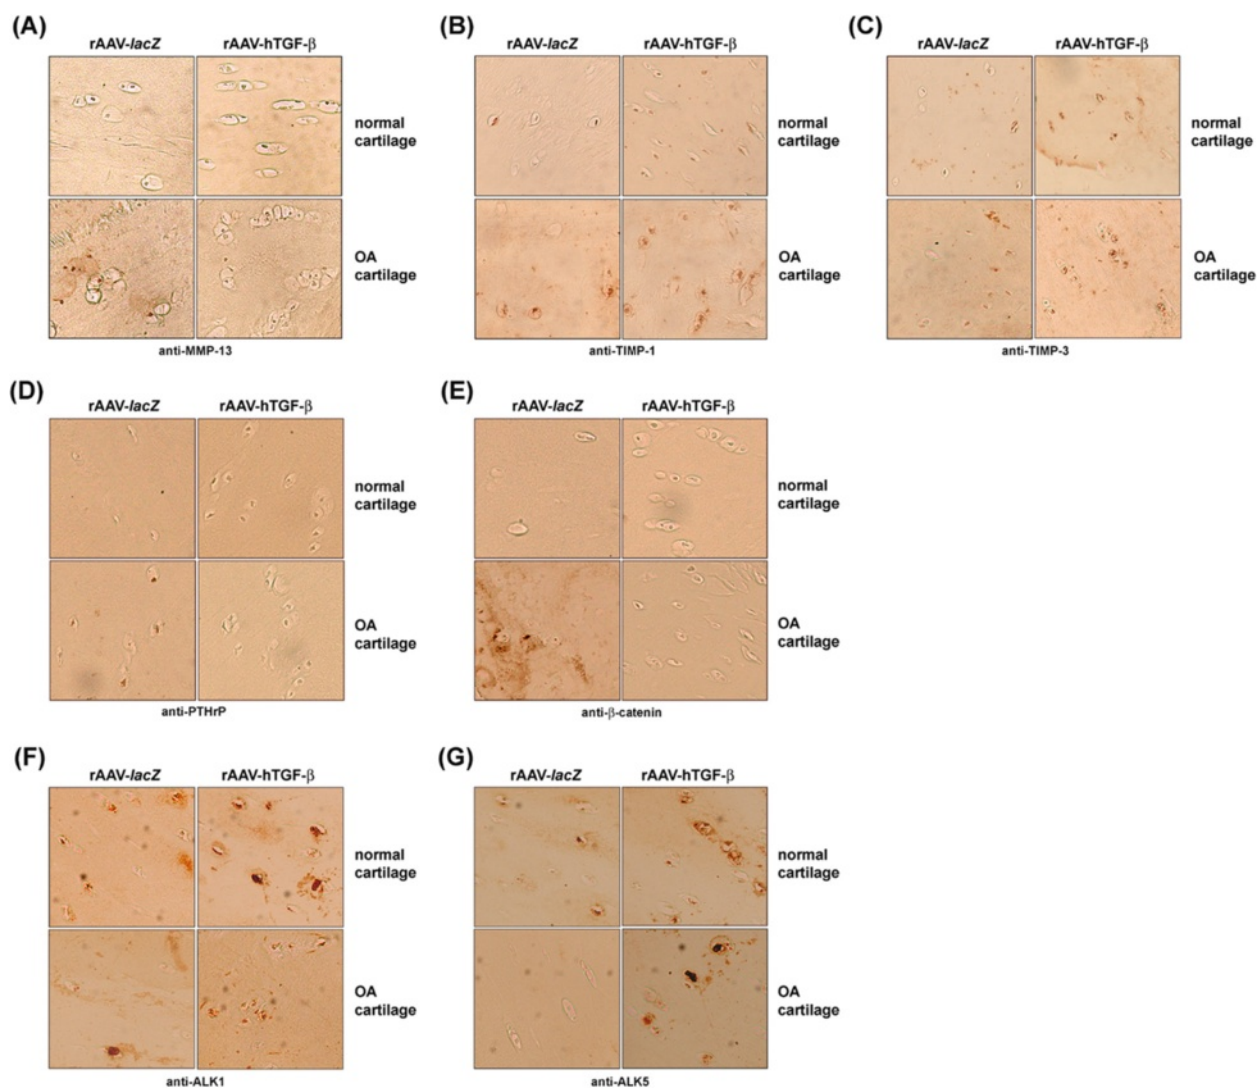 (A)
rAAV-lacZ rAAV-hTGF-β
normal
cartilage
OA
cartilage
anti-MMP-13
(B)
rAAV-lacZ rAAV-hTGF-β
normal
cartilage
OA
cartilage
anti-TIMP-1
(C)
rAAV-lacZ rAAV-hTGF-β
normal
cartilage
OA
cartilage
anti-TIMP-3
(D)
rAAV-lacZ rAAV-hTGF-β
normal
cartilage
OA
cartilage
anti-PTHrP
(E)
rAAV-lacZ rAAV-hTGF-β
normal
cartilage
OA
cartilage
anti-β-catenin
(F)
rAAV-lacZ rAAV-hTGF-β
normal
cartilage
OA
cartilage
anti-ALK1
(G)
rAAV-lacZ rAAV-hTGF-β
normal
cartilage
OA
cartilage
anti-ALK5